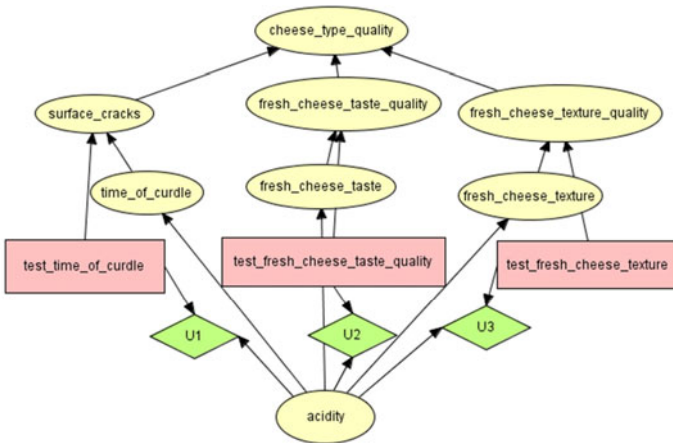 cheese_type_quality
surface_cracks
fresh_cheese_taste_quality
fresh_cheese_texture_quality
time_of_curdle
fresh_cheese_taste
fresh_cheese_texture
test_time_of_curdle
test_fresh_cheese_taste_quality
test_fresh_cheese_texture
U1
U2
U3
acidity